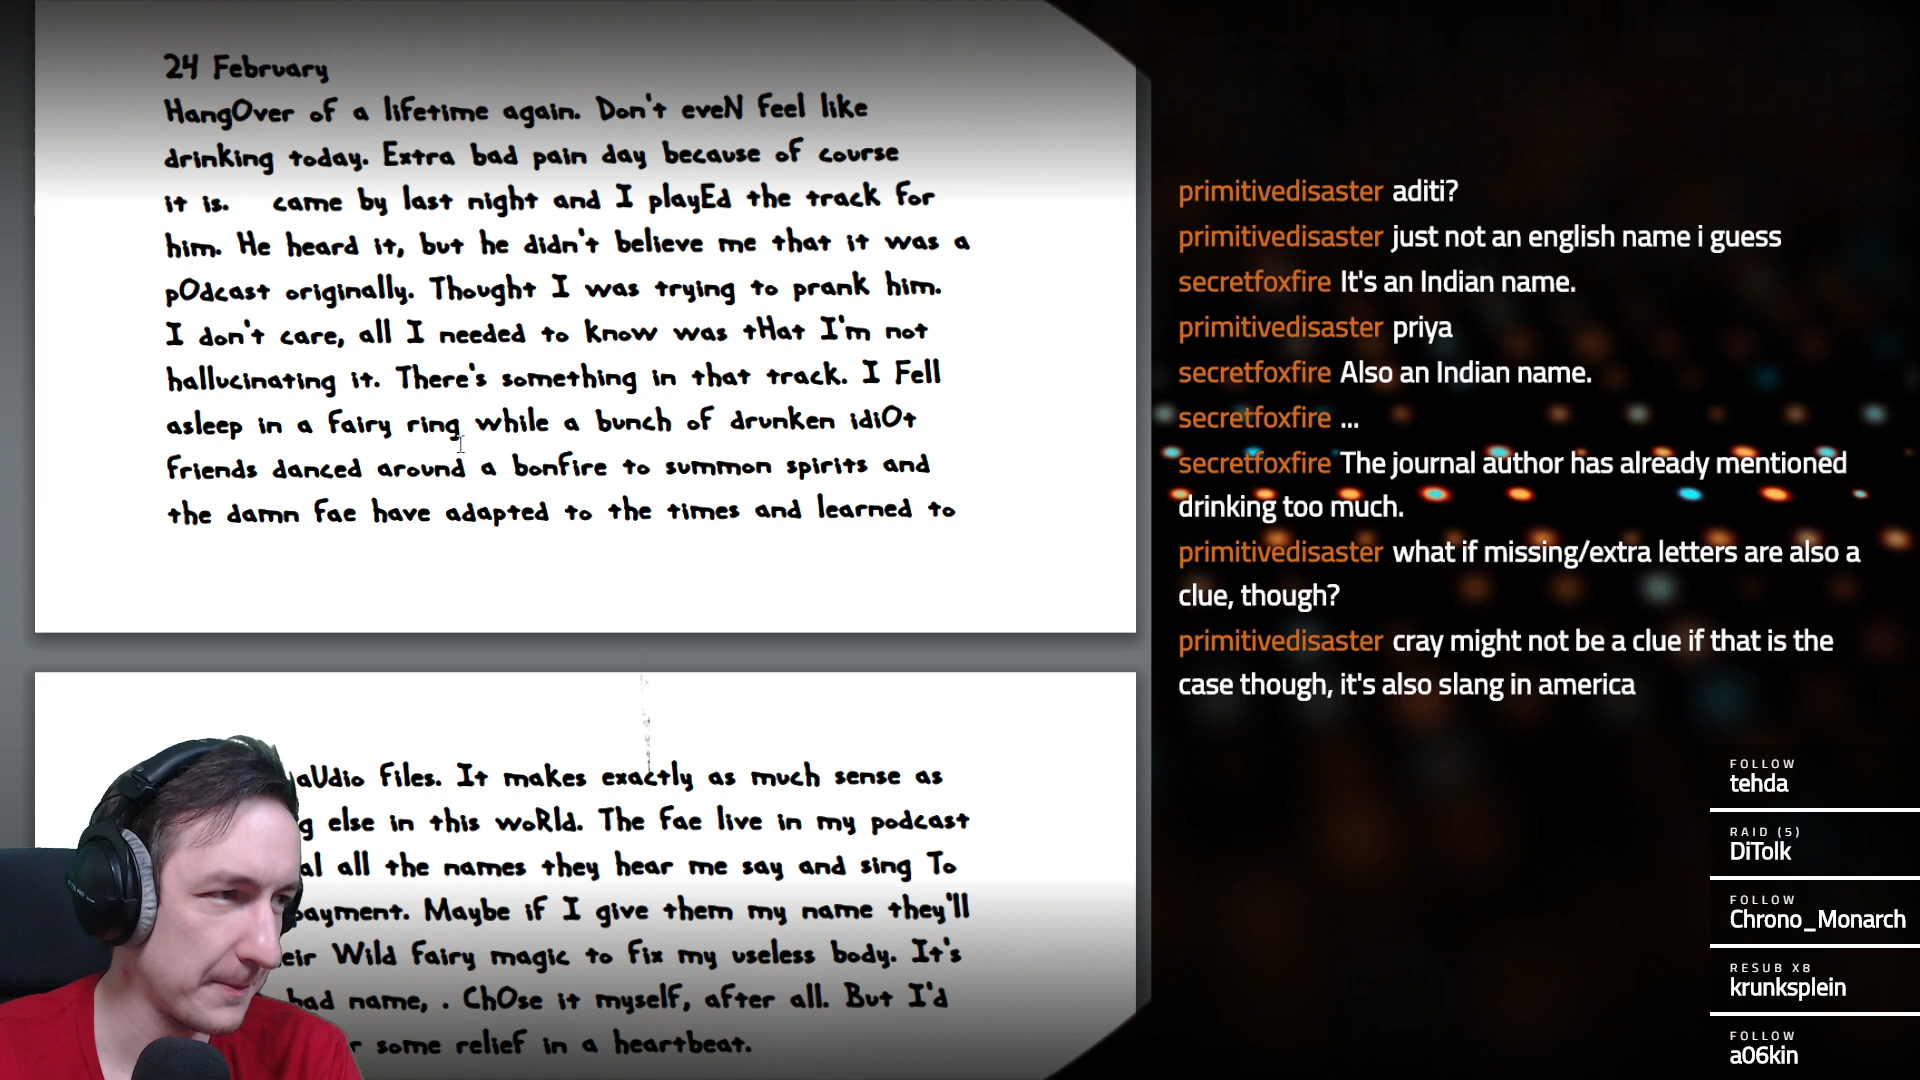 24 February
HangOver of a lifetime again. Don't eveN feel like
drinking today. Extra bad pain day because of course
it is. came by last night and I playEd the track for
him. He heard it, but he didn't believe me that it was a
pOdcast originally. Thought I was trying to prank him.
I don't care, all I needed to know was tHat I'm not
hallucinating it. There's something in that track. I Fell
asleep in a fairy ring while a bunch of drunken idiOt
friends danced around a bonfire to summon spirits and
the damn fae have adapted to the times and learned to
aUdio files. It makes exactly as much sense as
else in this woRld. The fae live in my podcast
all the names they hear me say and sing To
payment. Maybe if I give them my name they'll
Wild fairy magic to fix my useless body. It's
name, . ChOse it myself, after all. But I'd
some relief in a heartbeat.
primitivedisaster aditi?
primitivedisaster just not an english name i guess
secretfoxfire It's an Indian name.
primitivedisaster priya
secretfoxfire Also an Indian name.
secretfoxfire ...
secretfoxfire The journal author has already mentioned
drinking too much.
primitivedisaster what if missing/extra letters are also a
clue, though?
primitivedisaster cray might not be a clue if that is the
case though, it's also slang in america
FOLLOW
tehda
RAID (5)
DiTolk
FOLLOW
Chrono_Monarch
RESUB X8
krunksplein
FOLLOW
a06kin